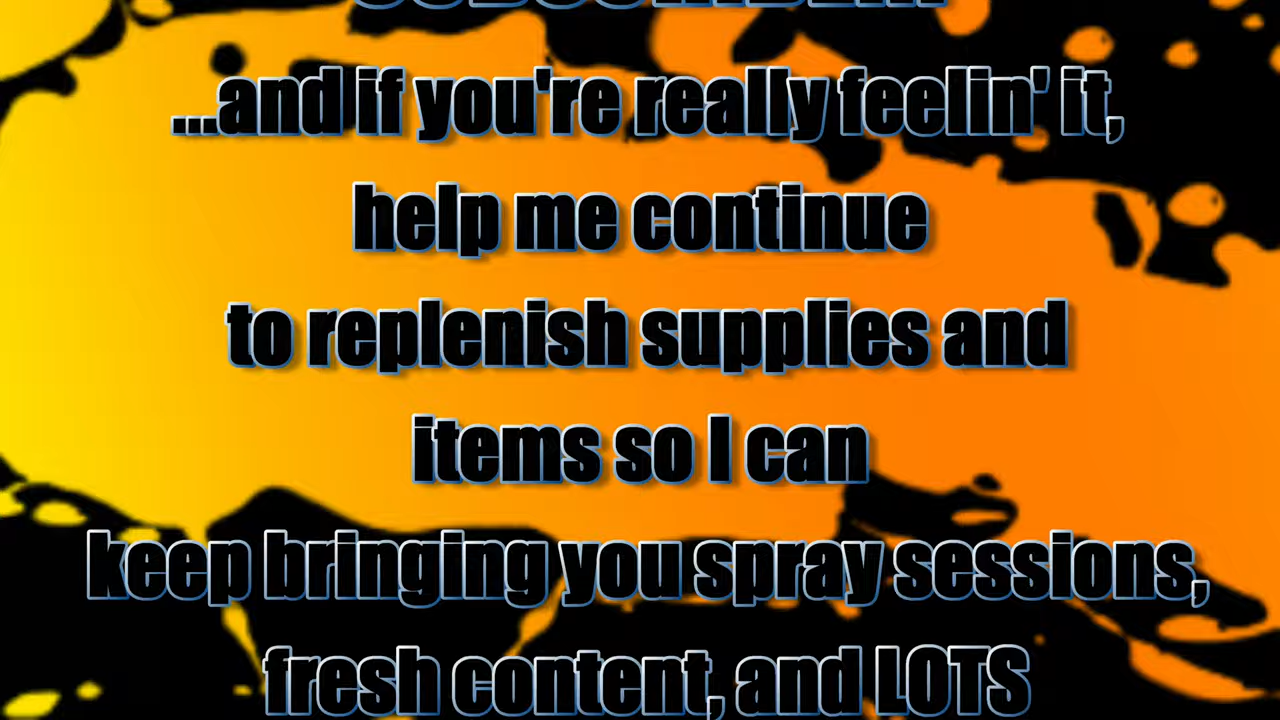 ...and if you're really feelin' it,
help me continue
to replenish supplies and
items so I can
keep bringing you spray sessions,
fresh content, and LOTS